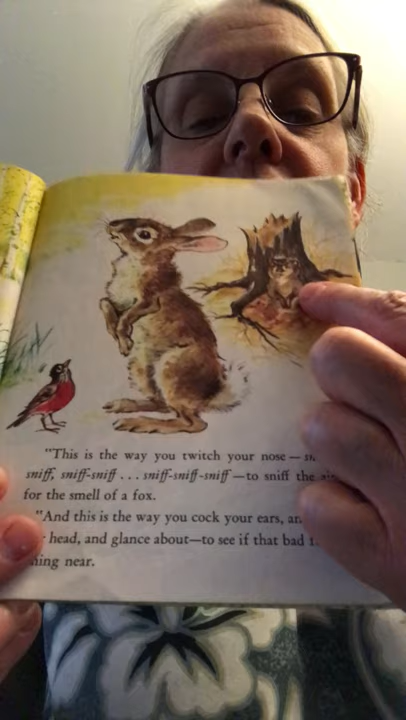 "This is the way you twitch your nose—
sniff, sniff-sniff . . . sniff-sniff-sniff—to sniff the
for the smell of a fox.
"And this is the way you cock your ears,
head, and glance about—to see if that bad
near.